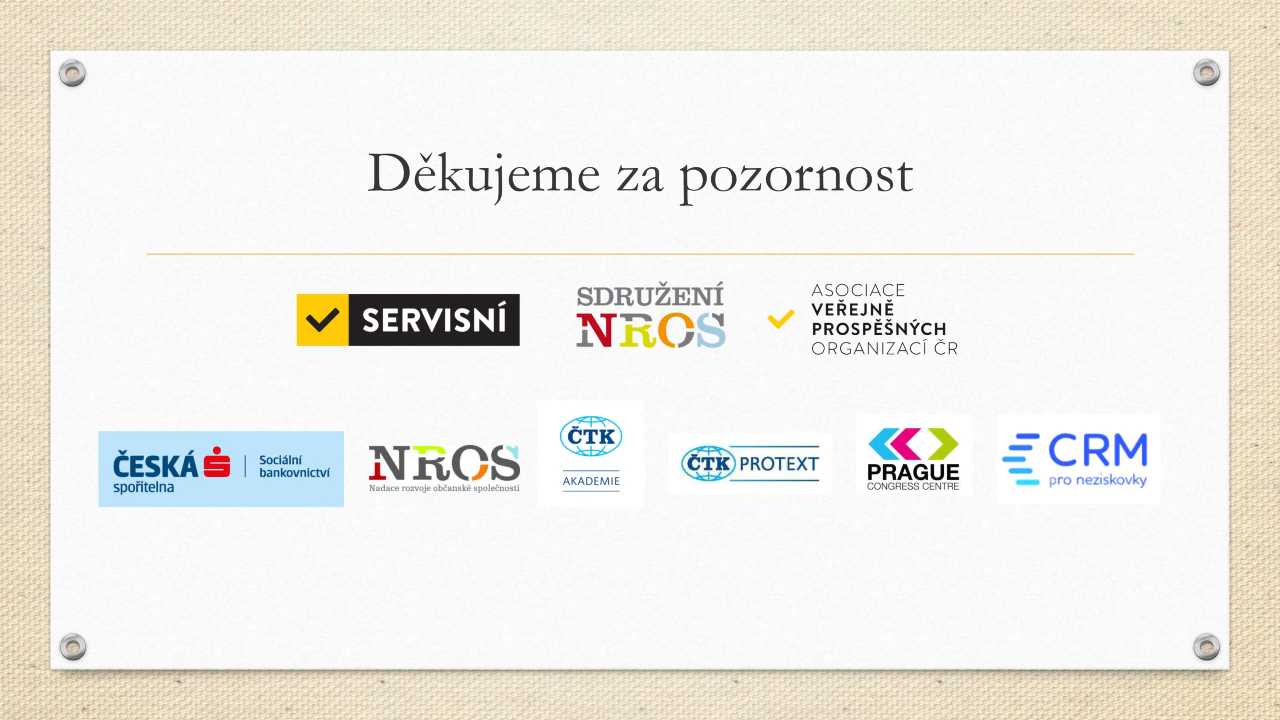 Děkujeme za pozornost
SERVISNÍ
SDRUŽENÍ
NROS
ASOCIACE
VEŘEJNĚ
PROSPĚŠNÝCH
ORGANIZACÍ ČR
ČESKÁ
spořitelna
Sociální
bankovnictví
NROS
Nadace rozvoje občanské společnosti
ČTK
AKADEMIE
ČTK PROTEXT
PRAGUE
CONGRESS CENTRE
CRM
pro neziskovky